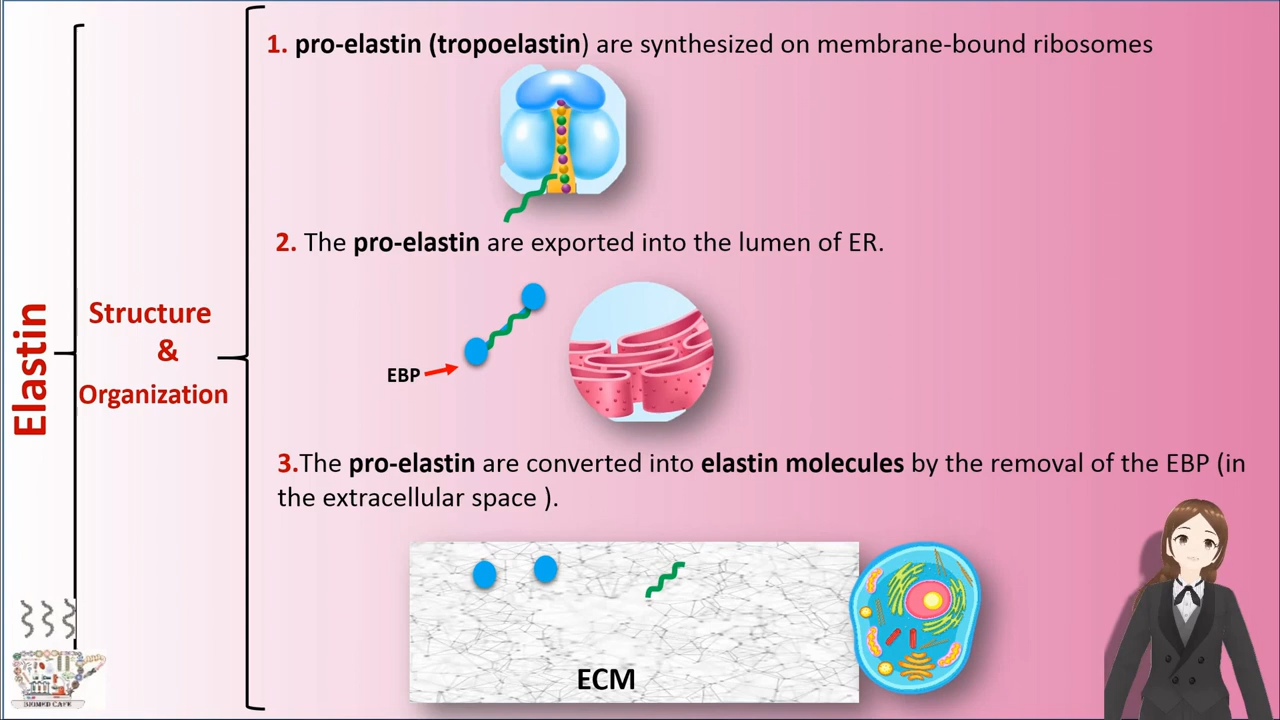 1. pro-elastin (tropoelastin) are synthesized on membrane-bound ribosomes
2. The pro-elastin are exported into the lumen of ER.
Elastin
Structure
&
Organization
EBP
3.The pro-elastin are converted into elastin molecules by the removal of the EBP (in
the extracellular space ).
ECM
BIOMED CAFE